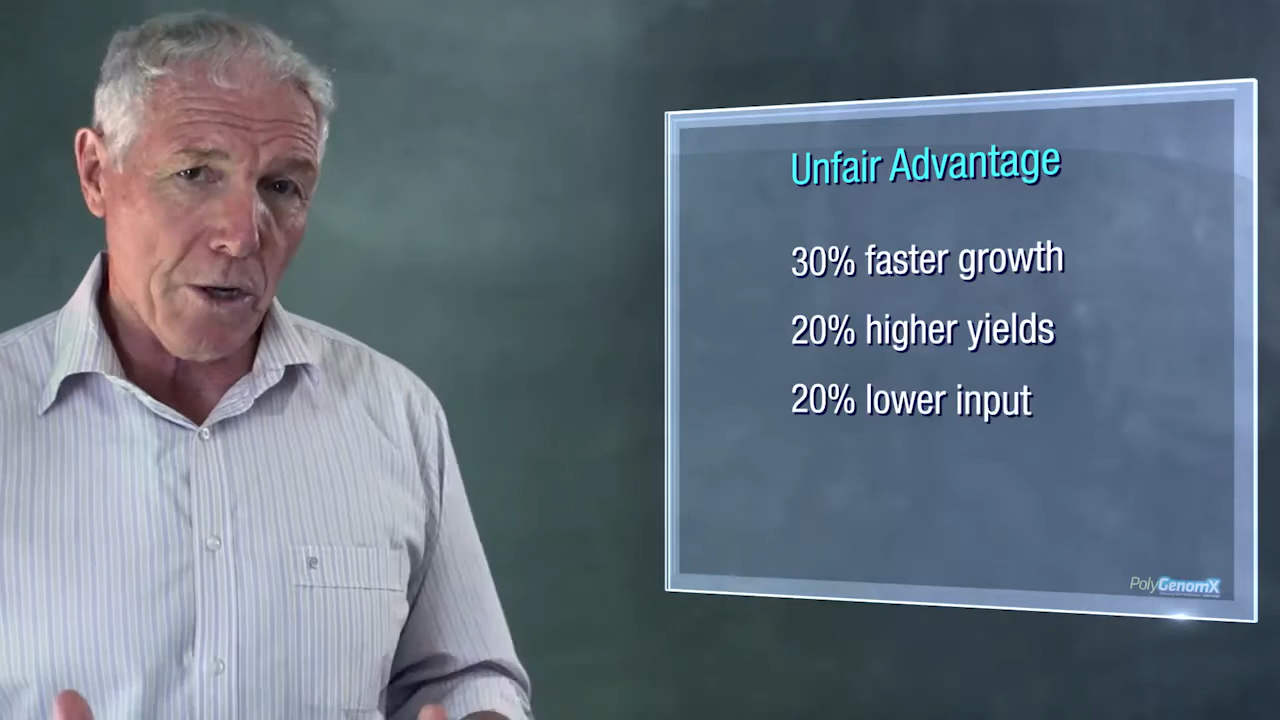 Unfair Advantage
30% faster growth
20% higher yields
20% lower input
PolyGenomX